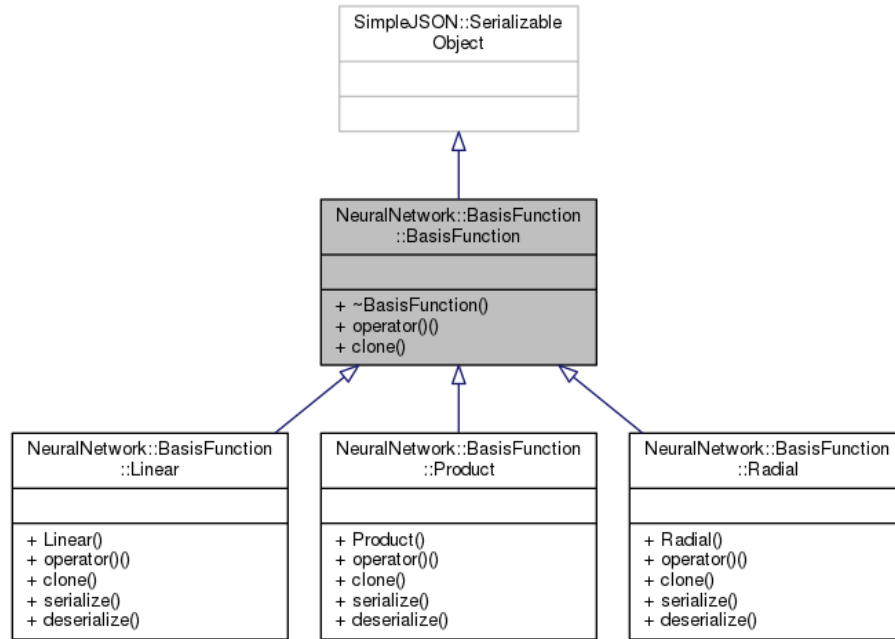 SimpleJSON::Serializable
Object
NeuralNetwork::BasisFunction
::BasisFunction
+ ~BasisFunction()
+ operator()()
+ clone()
NeuralNetwork::BasisFunction
::Linear
+ Linear()
+ operator()()
+ clone()
+ serialize()
+ deserialize()
NeuralNetwork::BasisFunction
::Product
+ Product()
+ operator()()
+ clone()
+ serialize()
+ deserialize()
NeuralNetwork::BasisFunction
::Radial
+ Radial()
+ operator()()
+ clone()
+ serialize()
+ deserialize()